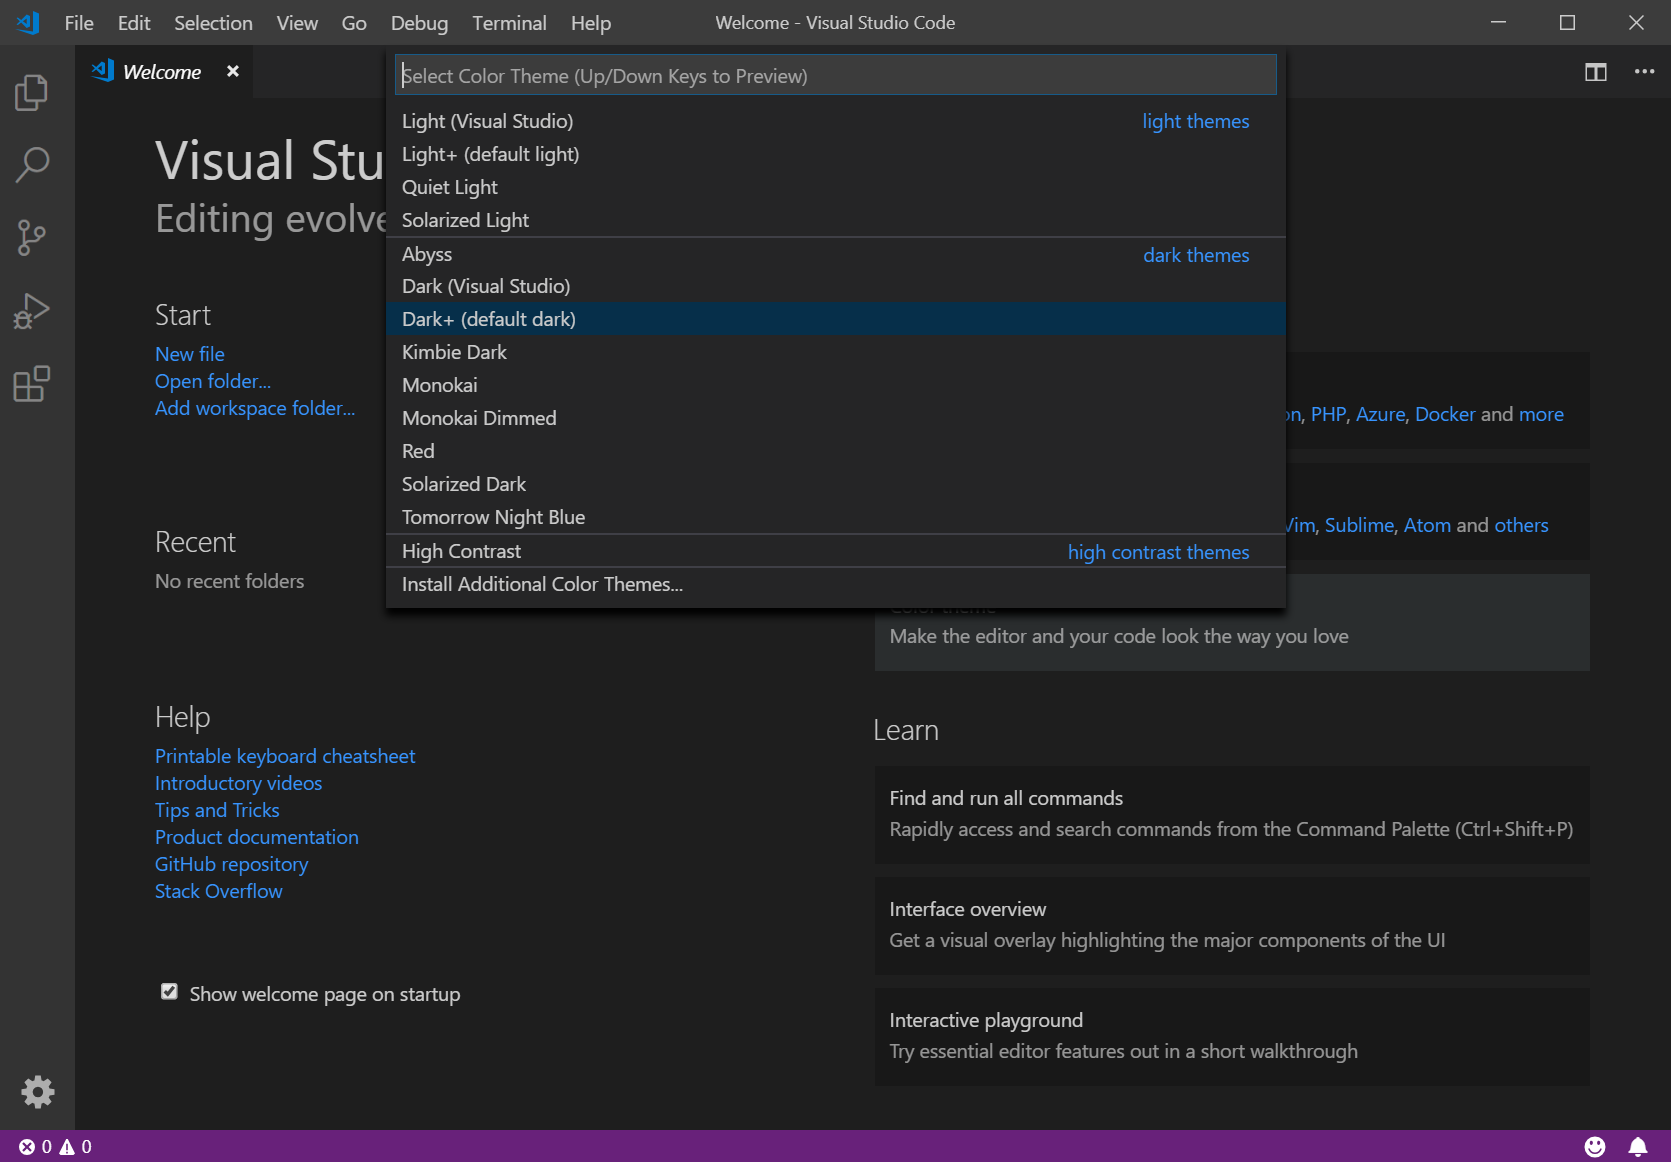 File Edit Selection View Go Debug Terminal Help Welcome - Visual Studio Code
Welcome
Select Color Theme (Up/Down Keys to Preview)
Light (Visual Studio) light themes
Light+ (default light)
Quiet Light
Solarized Light
Abyss dark themes
Dark (Visual Studio)
Dark+ (default dark)
Kimbie Dark
Monokai
Monokai Dimmed
Red
Solarized Dark
Tomorrow Night Blue
High Contrast high contrast themes
Install Additional Color Themes...
Visual Stu
Editing evolve
Start
New file
Open folder...
Add workspace folder...
Recent
No recent folders
Help
Printable keyboard cheatsheet
Introductory videos
Tips and Tricks
Product documentation
GitHub repository
Stack Overflow
Show welcome page on startup
on, PHP, Azure, Docker and more
Vim, Sublime, Atom and others
Color theme
Make the editor and your code look the way you love
Learn
Find and run all commands
Rapidly access and search commands from the Command Palette (Ctrl+Shift+P)
Interface overview
Get a visual overlay highlighting the major components of the UI
Interactive playground
Try essential editor features out in a short walkthrough
0 0